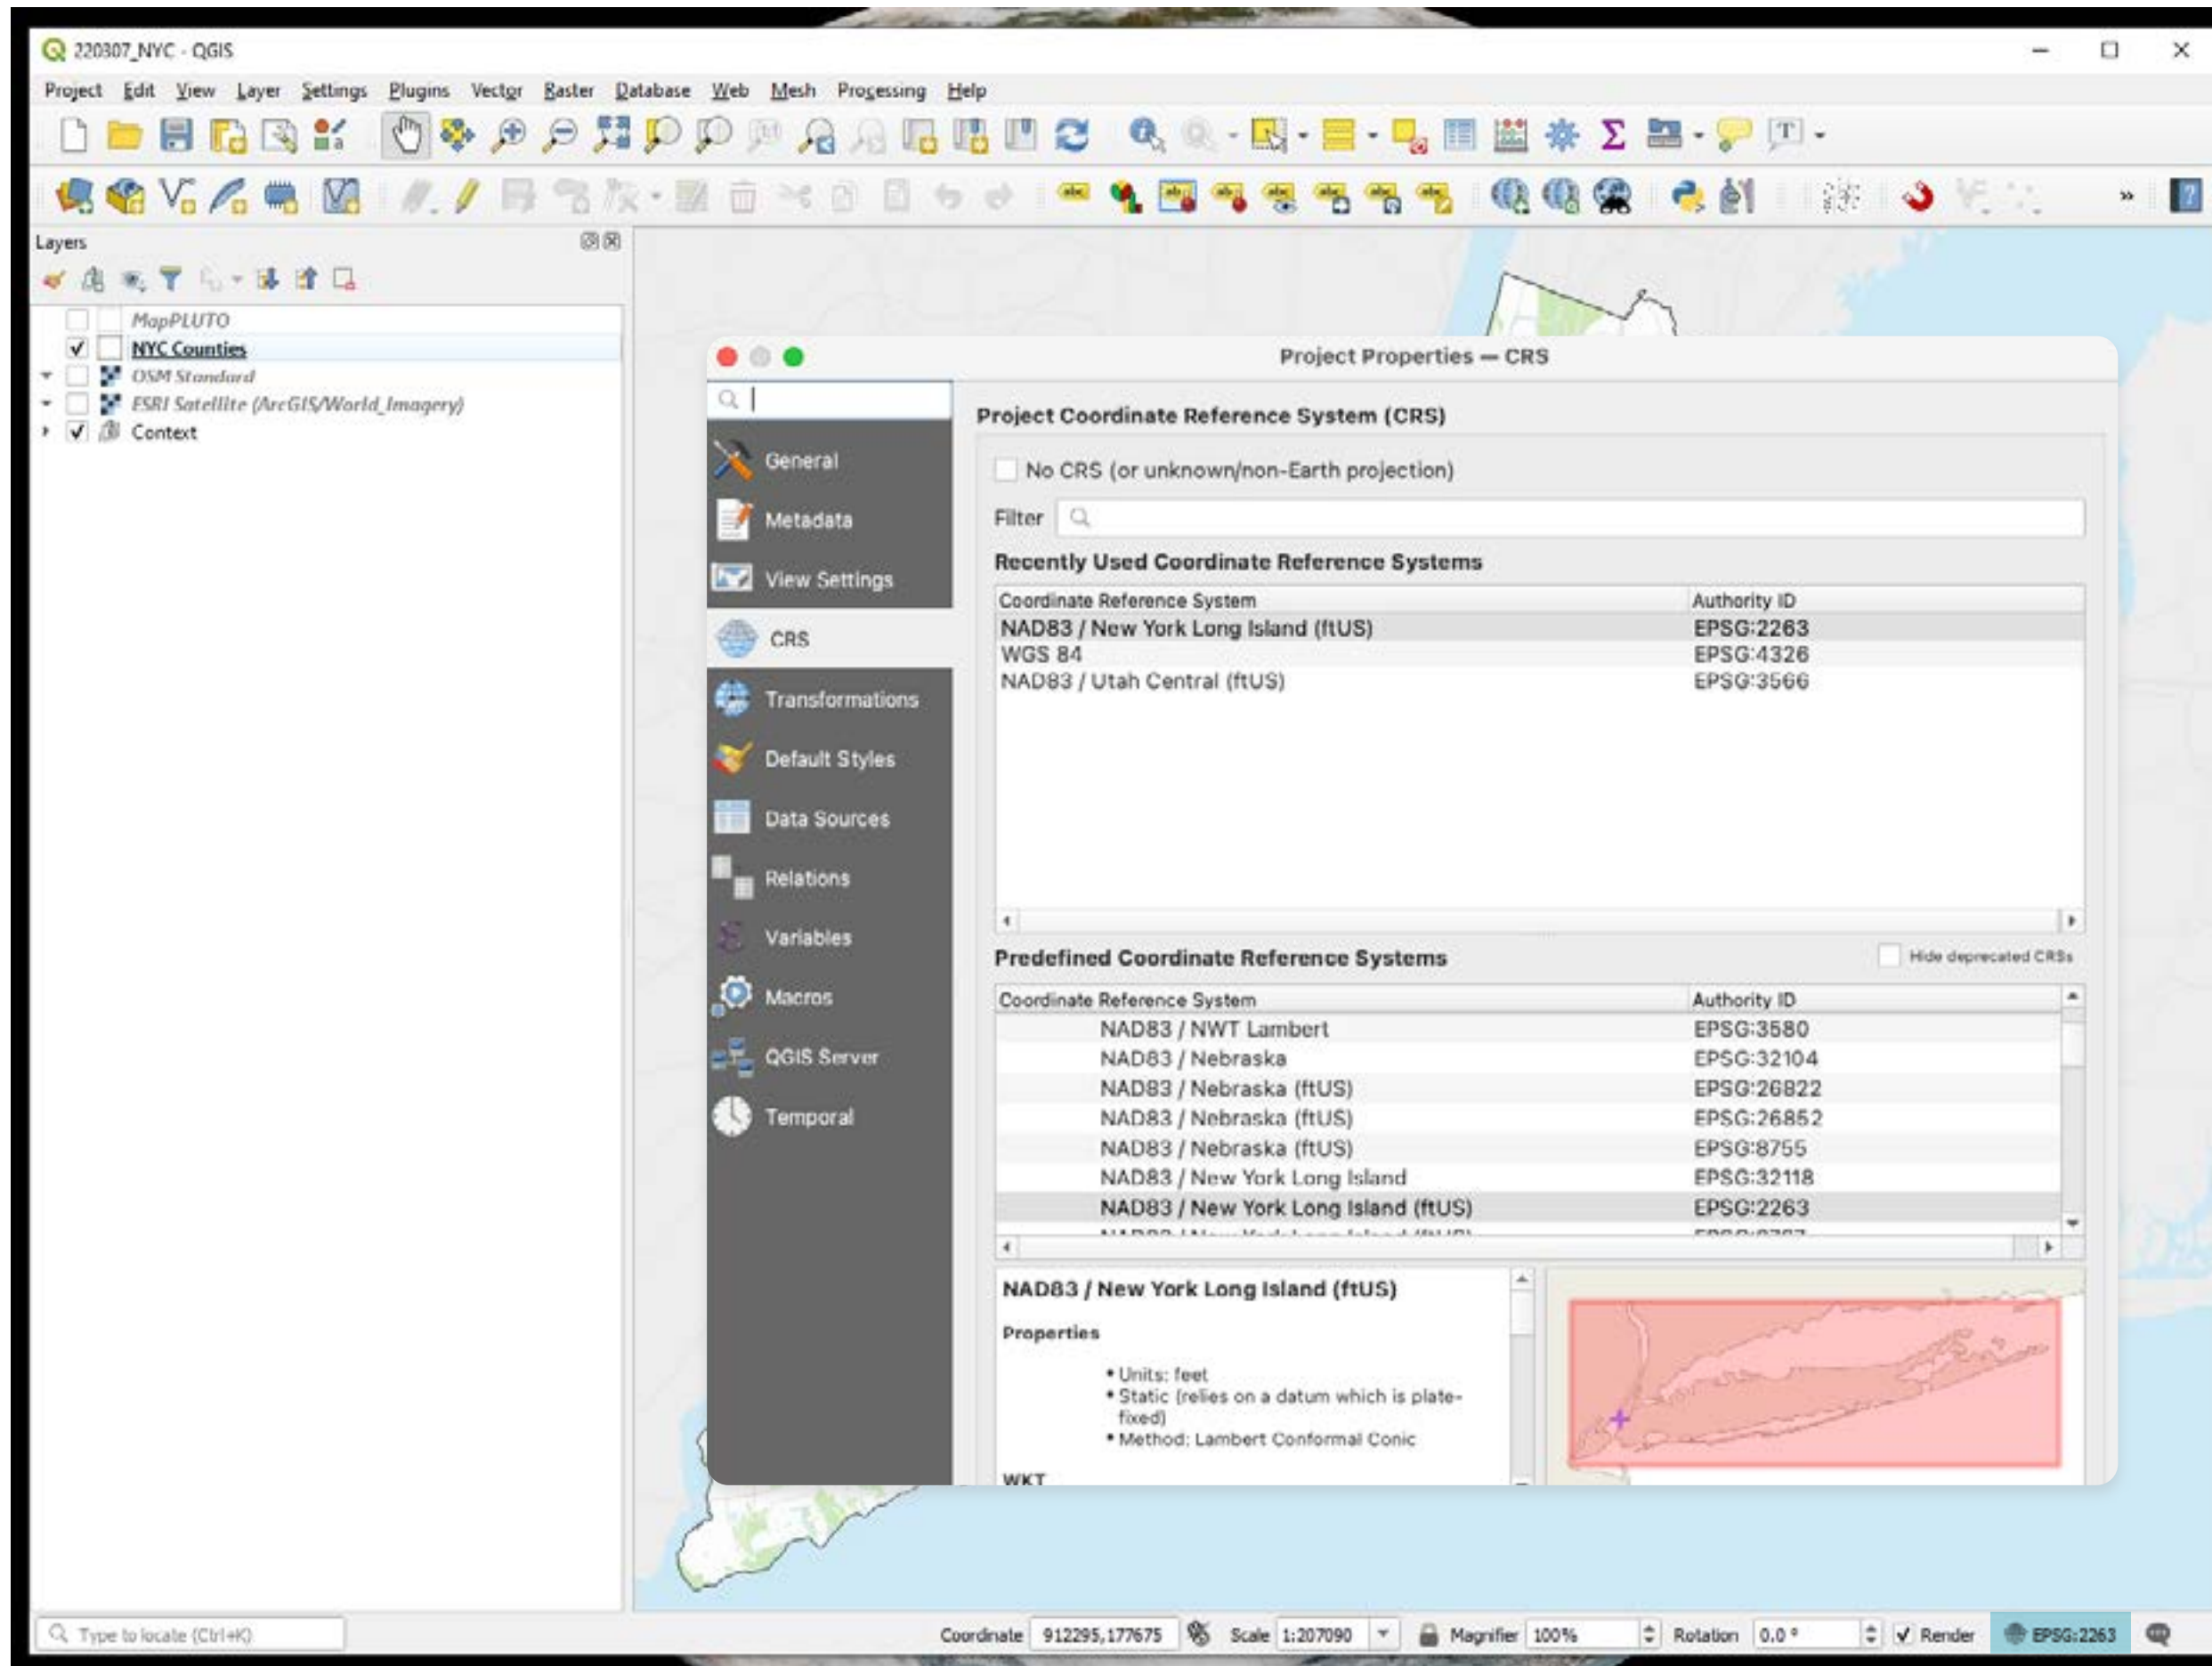 220307_NYC - QGIS
Project Edit View Layer Settings Plugins Vector Raster Database Web Mesh Processing Help
Layers
MapPLUTO
NYC Counties
OSM Standard
ESRI Satellite (ArcGIS/World_Imagery)
Context
Project Properties — CRS
General
Metadata
View Settings
CRS
Transformations
Default Styles
Data Sources
Relations
Variables
Macros
QGIS Server
Temporal
Project Coordinate Reference System (CRS)
No CRS (or unknown/non-Earth projection)
Filter
Recently Used Coordinate Reference Systems
Coordinate Reference System Authority ID
NAD83 / New York Long Island (ftUS) EPSG:2263
WGS 84 EPSG:4326
NAD83 / Utah Central (ftUS) EPSG:3566
Predefined Coordinate Reference Systems Hide deprecated CRSs
Coordinate Reference System Authority ID
NAD83 / NWT Lambert EPSG:3580
NAD83 / Nebraska EPSG:32104
NAD83 / Nebraska (ftUS) EPSG:26822
NAD83 / Nebraska (ftUS) EPSG:26852
NAD83 / Nebraska (ftUS) EPSG:8755
NAD83 / New York Long Island EPSG:32118
NAD83 / New York Long Island (ftUS) EPSG:2263
NAD83 / New York Long Island (ftUS)
Properties
• Units: feet
• Static (relies on a datum which is plate-
fixed)
• Method: Lambert Conformal Conic
WKT
Type to locate (Ctrl+K) Coordinate 912295,177675 Scale 1:207090 Magnifier 100% Rotation 0.0 ° Render EPSG:2263